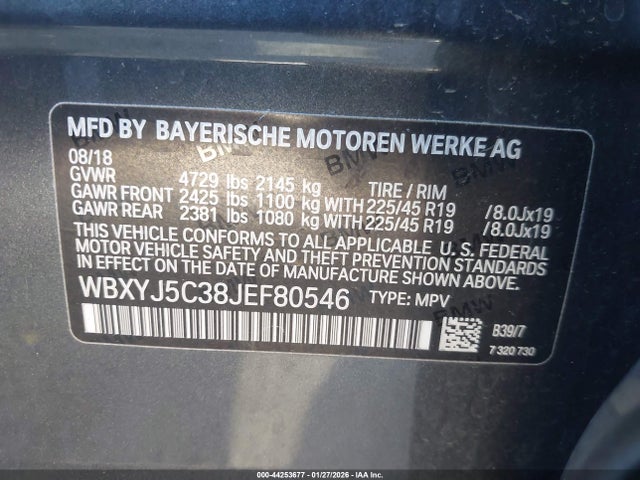 MFD BY BAYERISCHE MOTOREN WERKE AG
08/18
GVWR 4729 lbs 2145 kg TIRE / RIM
GAWR FRONT 2425 lbs 1100 kg WITH 225/45 R19 /8.0Jx19
GAWR REAR 2381 lbs 1080 kg WITH 225/45 R19 /8.0Jx19
THIS VEHICLE CONFORMS TO ALL APPLICABLE U. S. FEDERAL
MOTOR VEHICLE SAFETY AND THEFT PREVENTION STANDARDS
IN EFFECT ON THE DATE OF MANUFACTURE SHOWN ABOVE.
WBXYJ5C38JEF80546 TYPE: MPV
B39/7
7 320 730
000-44253677 - 01/27/2026 - IAAI, Inc.